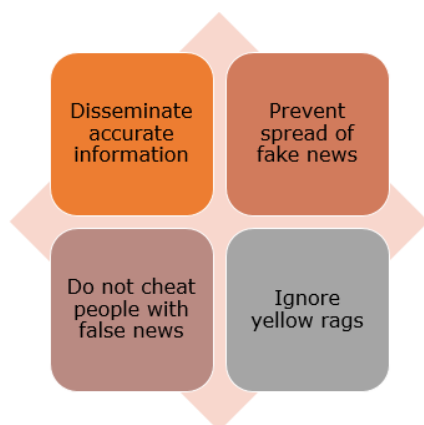 Disseminate
accurate
information
Prevent
spread of
fake news
Do not cheat
people with
false news
Ignore
yellow rags